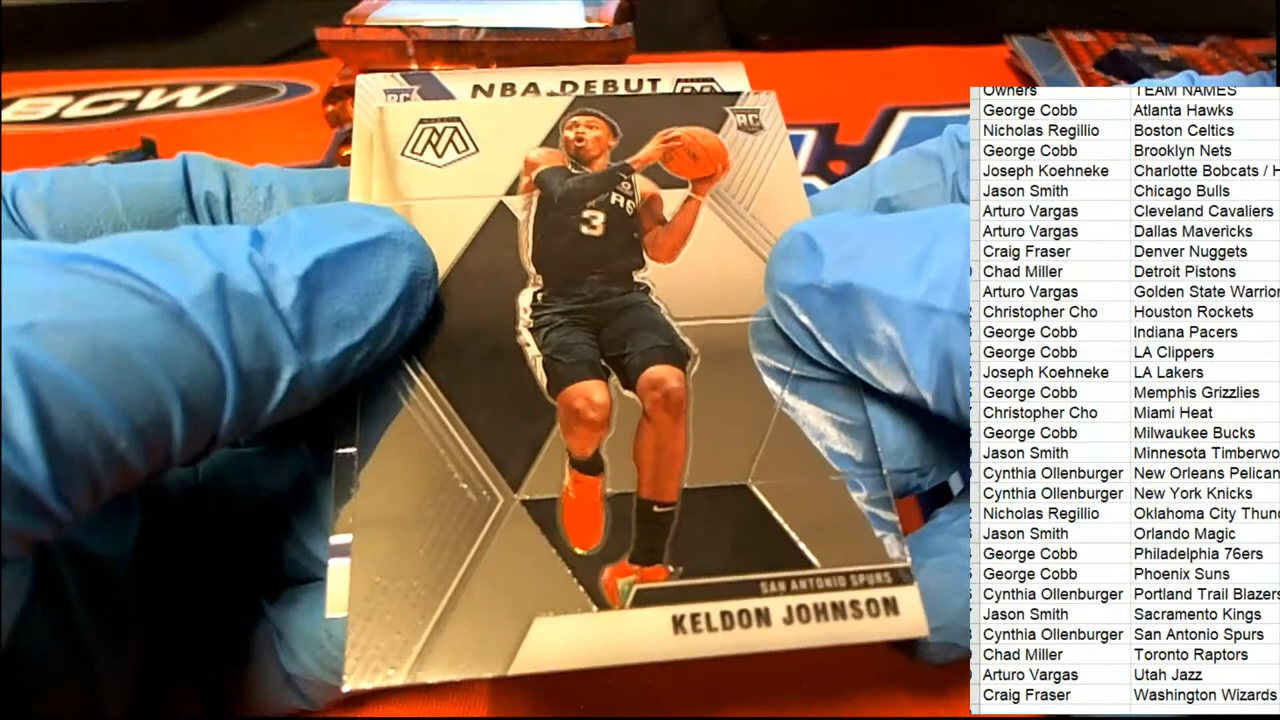 BCW
RC
NBA DEBUT
RC
RS
3
SAN ANTONIO SPURS
KELDON JOHNSON
Owners TEAM NAMES
George Cobb Atlanta Hawks
Nicholas Regillio Boston Celtics
George Cobb Brooklyn Nets
Joseph Koehneke Charlotte Bobcats / H
Jason Smith Chicago Bulls
Arturo Vargas Cleveland Cavaliers
Arturo Vargas Dallas Mavericks
Craig Fraser Denver Nuggets
Chad Miller Detroit Pistons
Arturo Vargas Golden State Warrior
Christopher Cho Houston Rockets
George Cobb Indiana Pacers
George Cobb LA Clippers
Joseph Koehneke LA Lakers
George Cobb Memphis Grizzlies
Christopher Cho Miami Heat
George Cobb Milwaukee Bucks
Jason Smith Minnesota Timberwo
Cynthia Ollenburger New Orleans Pelican
Cynthia Ollenburger New York Knicks
Nicholas Regillio Oklahoma City Thund
Jason Smith Orlando Magic
George Cobb Philadelphia 76ers
George Cobb Phoenix Suns
Cynthia Ollenburger Portland Trail Blazers
Jason Smith Sacramento Kings
Cynthia Ollenburger San Antonio Spurs
Chad Miller Toronto Raptors
Arturo Vargas Utah Jazz
Craig Fraser Washington Wizards